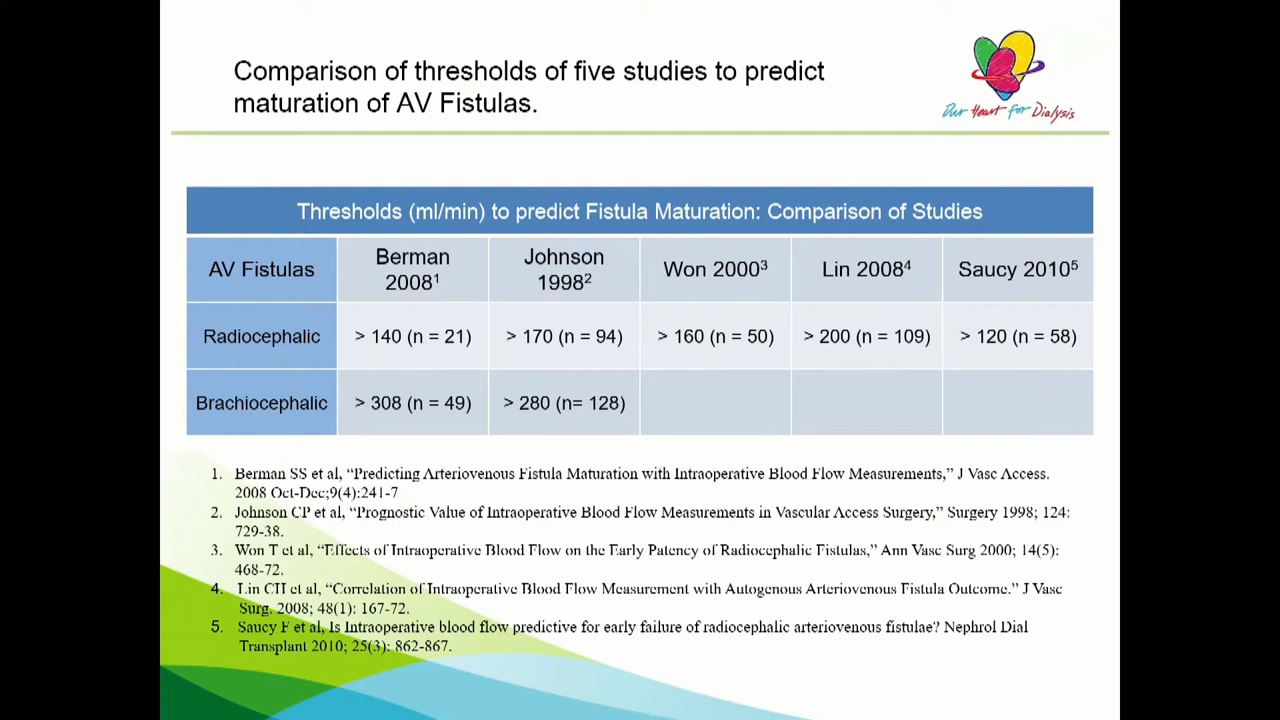 Comparison of thresholds of five studies to predict
maturation of AV Fistulas.
Our Heart for Dialysis
Thresholds (ml/min) to predict Fistula Maturation: Comparison of Studies
AV Fistulas
Berman
2008¹
Johnson
1998²
Won 2000³
Lin 2008⁴
Saucy 2010⁵
Radiocephalic
> 140 (n = 21)
> 170 (n = 94)
> 160 (n = 50)
> 200 (n = 109)
> 120 (n = 58)
Brachiocephalic
> 308 (n = 49)
> 280 (n= 128)
1. Berman SS et al, “Predicting Arteriovenous Fistula Maturation with Intraoperative Blood Flow Measurements,” J Vasc Access.
2008 Oct-Dec;9(4):241-7
2. Johnson CP et al, “Prognostic Value of Intraoperative Blood Flow Measurements in Vascular Access Surgery,” Surgery 1998; 124:
729-38.
3. Won T et al, “Effects of Intraoperative Blood Flow on the Early Patency of Radiocephalic Fistulas,” Ann Vasc Surg 2000; 14(5):
468-72.
4. Lin CH et al, “Correlation of Intraoperative Blood Flow Measurement with Autogenous Arteriovenous Fistula Outcome.” J Vasc
Surg. 2008; 48(1): 167-72.
5. Saucy F et al, Is Intraoperative blood flow predictive for early failure of radiocephalic arteriovenous fistulae? Nephrol Dial
Transplant 2010; 25(3): 862-867.